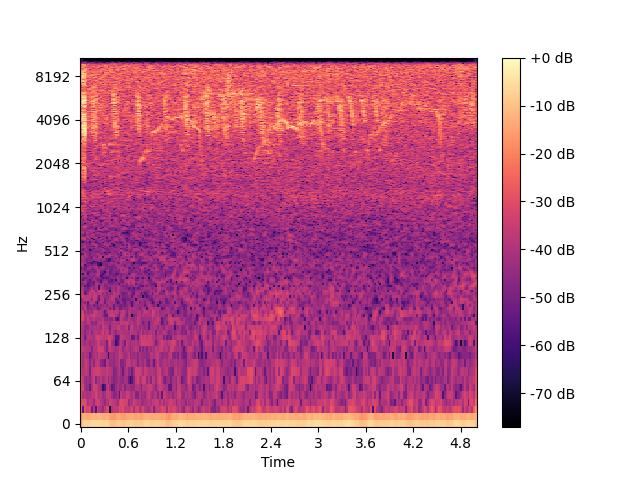 8192
4096
2048
1024
512
256
128
64
0
Hz
0 0.6 1.2 1.8 2.4 3 3.6 4.2 4.8
Time
+0 dB
-10 dB
-20 dB
-30 dB
-40 dB
-50 dB
-60 dB
-70 dB